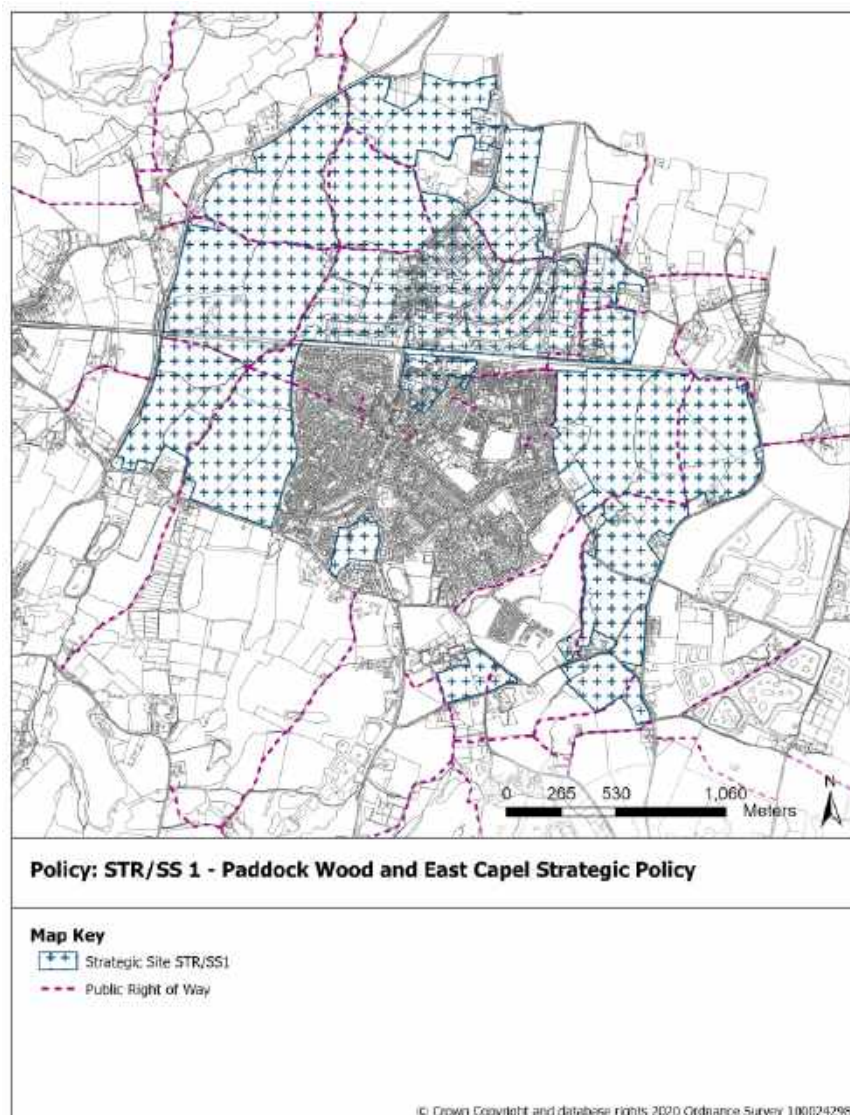 0 265 530 1,060
Meters
N
Policy: STR/SS 1 - Paddock Wood and East Capel Strategic Policy
Map Key
Strategic Site STR/SS1
Public Right of Way
© Crown Copyright and database rights 2020 Ordnance Survey 100024298